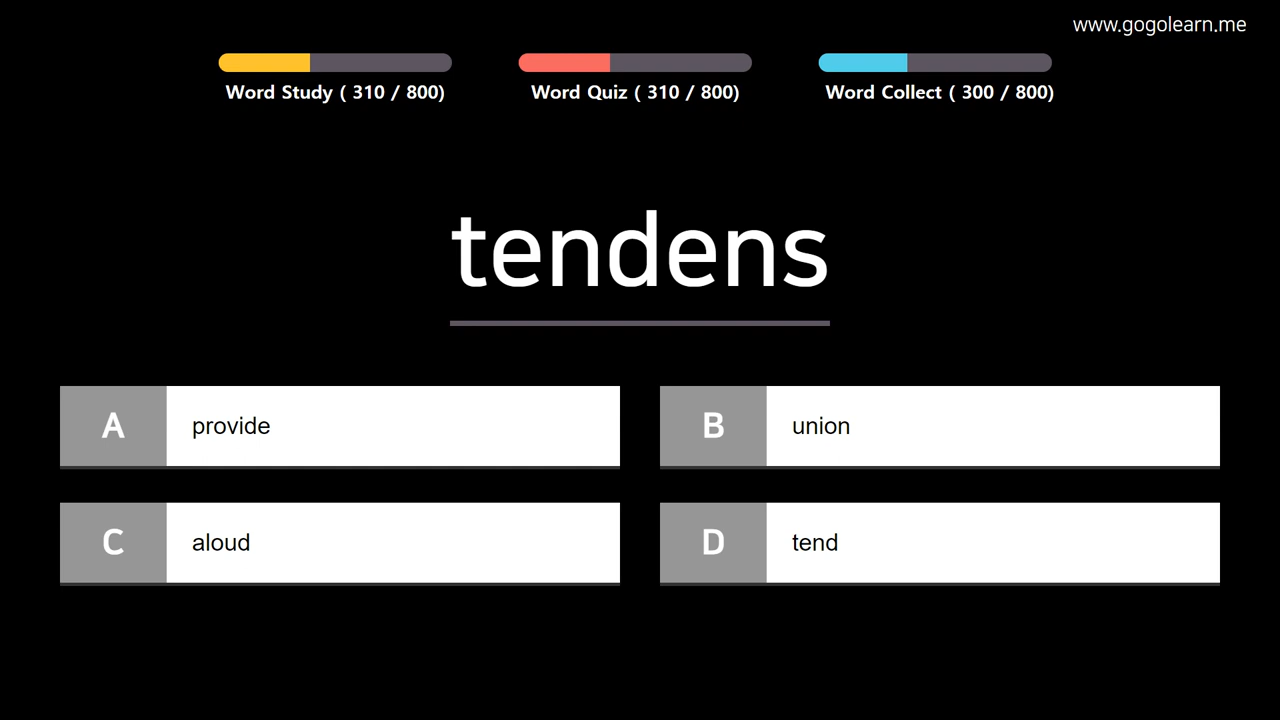 www.gogolearn.me
Word Study ( 310 / 800)
Word Quiz ( 310 / 800)
Word Collect ( 300 / 800)
tendens
A provide
B union
C aloud
D tend